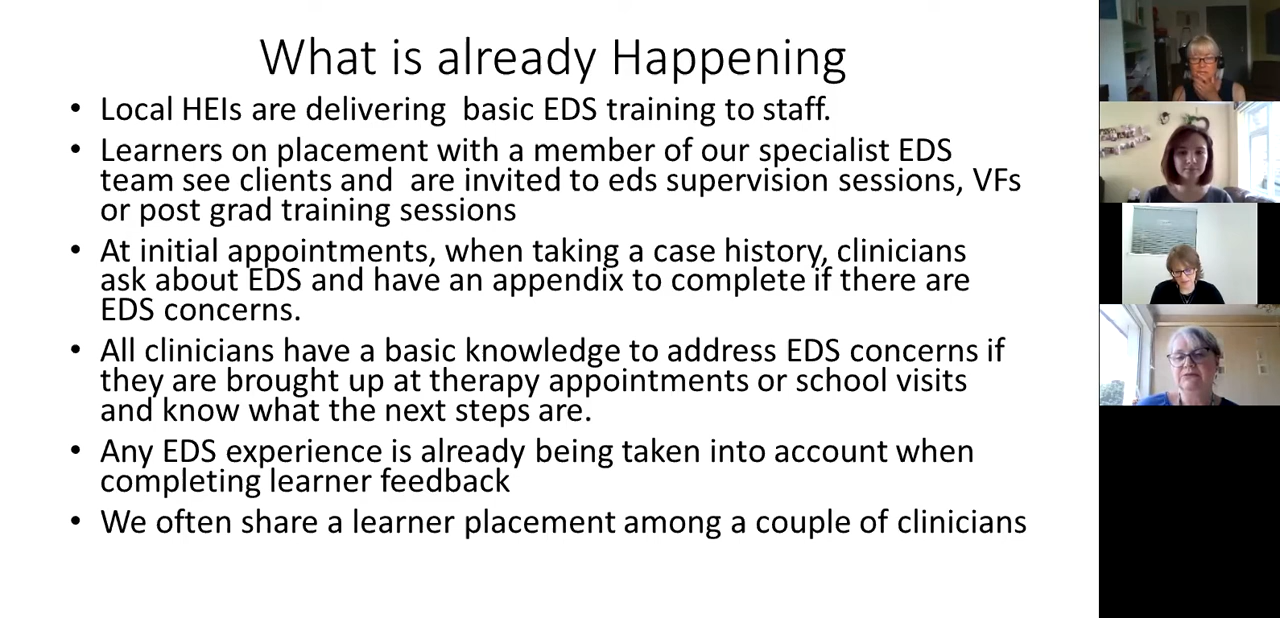 What is already Happening
• Local HEIs are delivering  basic EDS training to staff.
• Learners on placement with a member of our specialist EDS
team see clients and  are invited to eds supervision sessions, VFs
or post grad training sessions
• At initial appointments, when taking a case history, clinicians
ask about EDS and have an appendix to complete if there are
EDS concerns.
• All clinicians have a basic knowledge to address EDS concerns if
they are brought up at therapy appointments or school visits
and know what the next steps are.
• Any EDS experience is already being taken into account when
completing learner feedback
• We often share a learner placement among a couple of clinicians